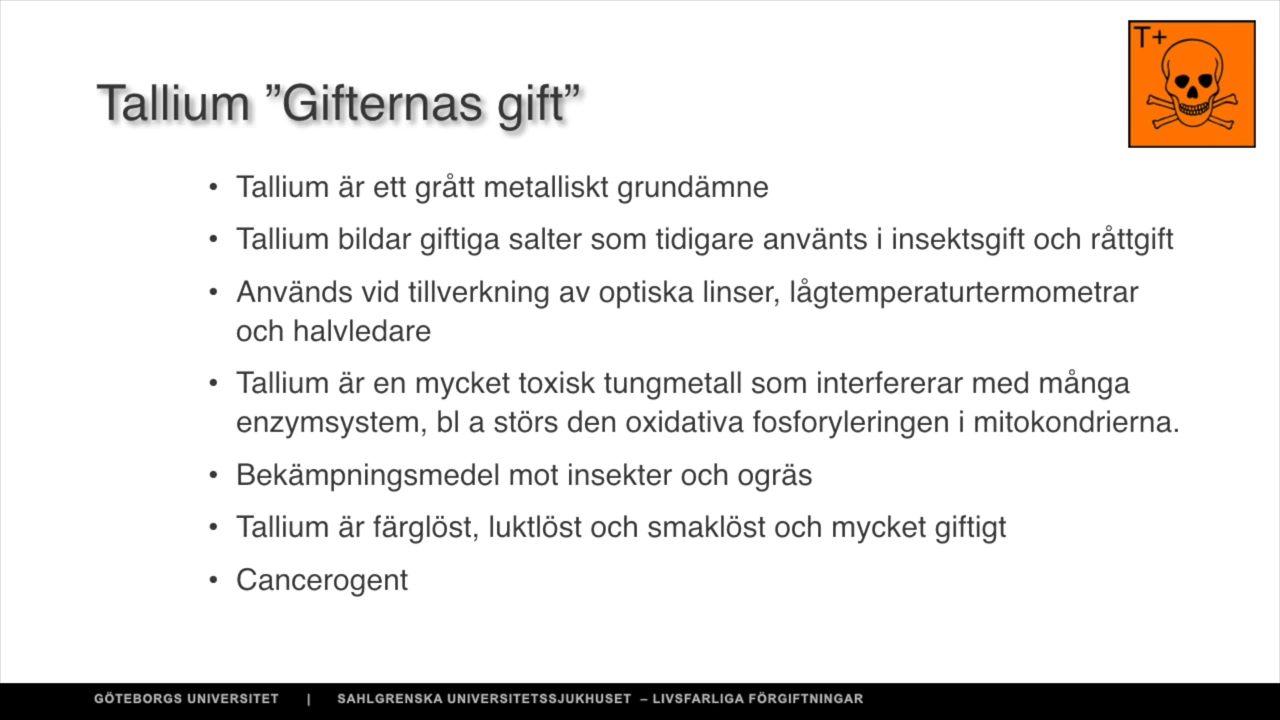 T+
Tallium ”Gifternas gift”
• Tallium är ett grått metalliskt grundämne
• Tallium bildar giftiga salter som tidigare använts i insektsgift och råttgift
• Används vid tillverkning av optiska linser, lågtemperaturtermometrar
och halvledare
• Tallium är en mycket toxisk tungmetall som interfererar med många
enzymsystem, bl a störs den oxidativa fosforyleringen i mitokondrierna.
• Bekämpningsmedel mot insekter och ogräs
• Tallium är färglöst, luktlöst och smaklöst och mycket giftigt
• Cancerogent
GÖTEBORGS UNIVERSITET | SAHLGRENSKA UNIVERSITETSSJUKHUSET – LIVSFARLIGA FÖRGIFTNINGAR